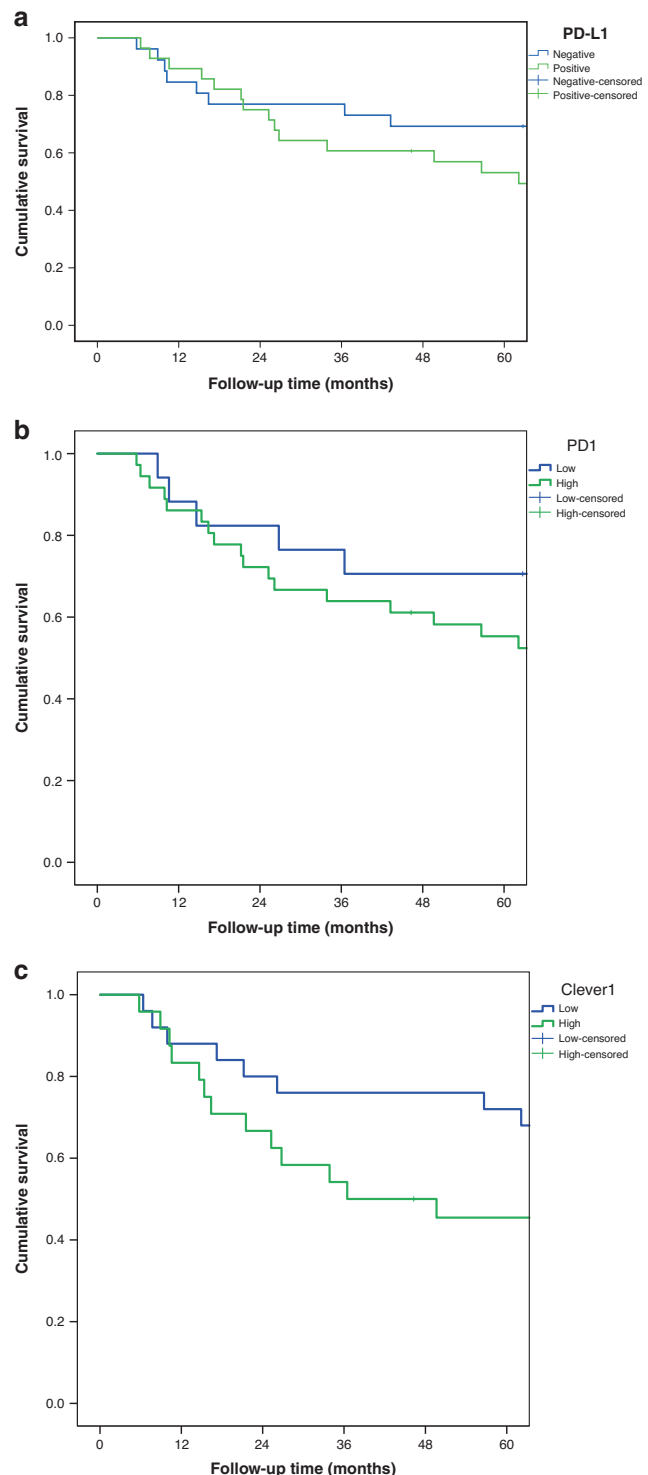 a
PD-L1
Negative
Positive
Negative-censored
Positive-censored
Cumulative survival
1.0
0.8
0.6
0.4
0.2
0.0
0 12 24 36 48 60
Follow-up time (months)
b
PD1
Low
High
Low-censored
High-censored
Cumulative survival
1.0
0.8
0.6
0.4
0.2
0.0
0 12 24 36 48 60
Follow-up time (months)
c
Clever1
Low
High
Low-censored
High-censored
Cumulative survival
1.0
0.8
0.6
0.4
0.2
0.0
0 12 24 36 48 60
Follow-up time (months)